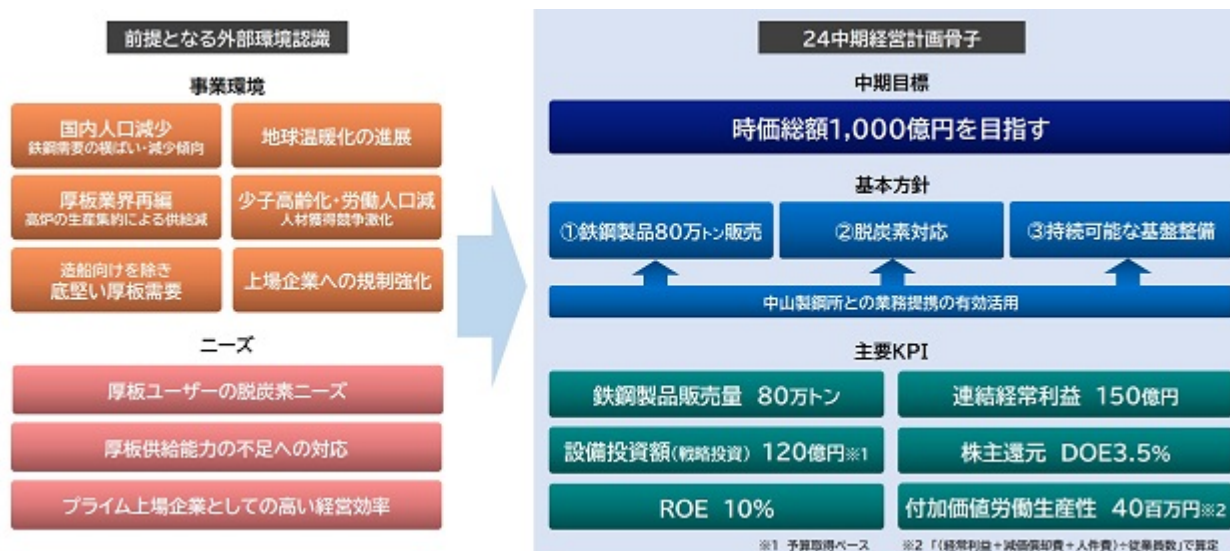 前提となる外部環境認識
事業環境
国内人口減少
鉄鋼需要の横ばい・減少傾向
地球温暖化の進展
厚板業界再編
高炉の生産集約による供給減
少子高齢化・労働人口減
人材獲得競争激化
造船向けを除き
底堅い厚板需要
上場企業への規制強化
ニーズ
厚板ユーザーの脱炭素ニーズ
厚板供給能力の不足への対応
プライム上場企業としての高い経営効率
24中期経営計画骨子
中期目標
時価総額1,000億円を目指す
基本方針
①鉄鋼製品80万トン販売
②脱炭素対応
③持続可能な基盤整備
中山製鋼所との業務提携の有効活用
主要KPI
鉄鋼製品販売量 80万トン
連結経常利益 150億円
設備投資額(戦略投資) 120億円※1
株主還元 DOE3.5%
ROE 10%
付加価値労働生産性 40百万円※2
※1 予算取得ベース
※2 「(経常利益+減価償却費+人件費)÷従業員数」で算定